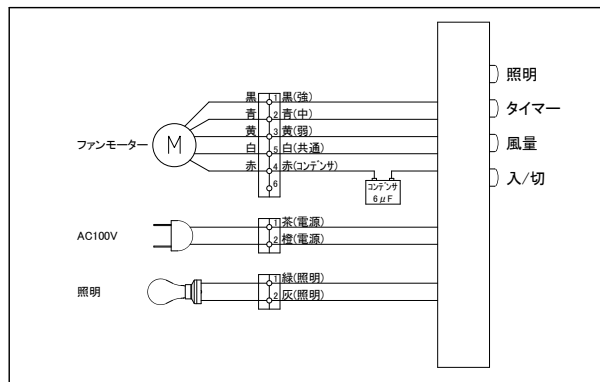 照明
タイマー
風量
入/切
ファンモーター
M
黒 1 黒(強)
青 2 青(中)
黄 3 黄(弱)
白 5 白(共通)
赤 4 赤(コンデンサ)
6
コンデンサ
6μF
AC100V
1 茶(電源)
2 橙(電源)
照明
1 緑(照明)
2 灰(照明)